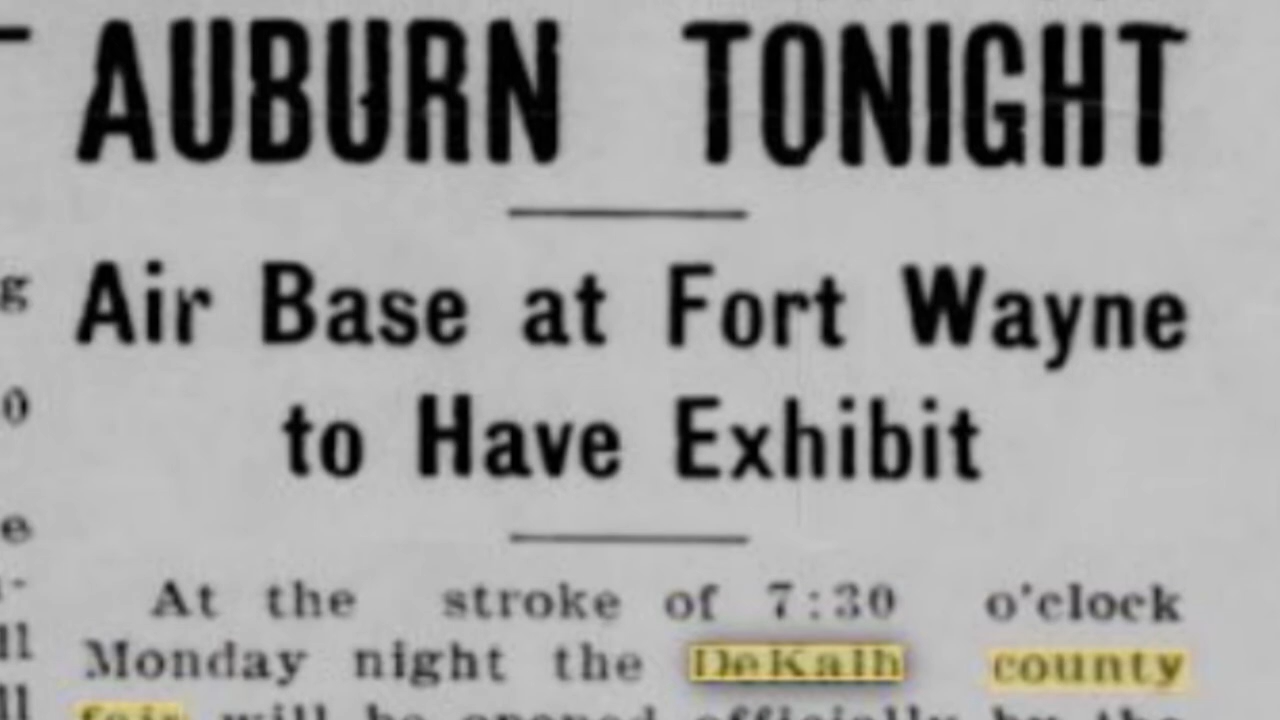 AUBURN TONIGHT
Air Base at Fort Wayne
to Have Exhibit
At the stroke of 7:30 o'clock
Monday night the DeKalb county
fair will be opened officially by the